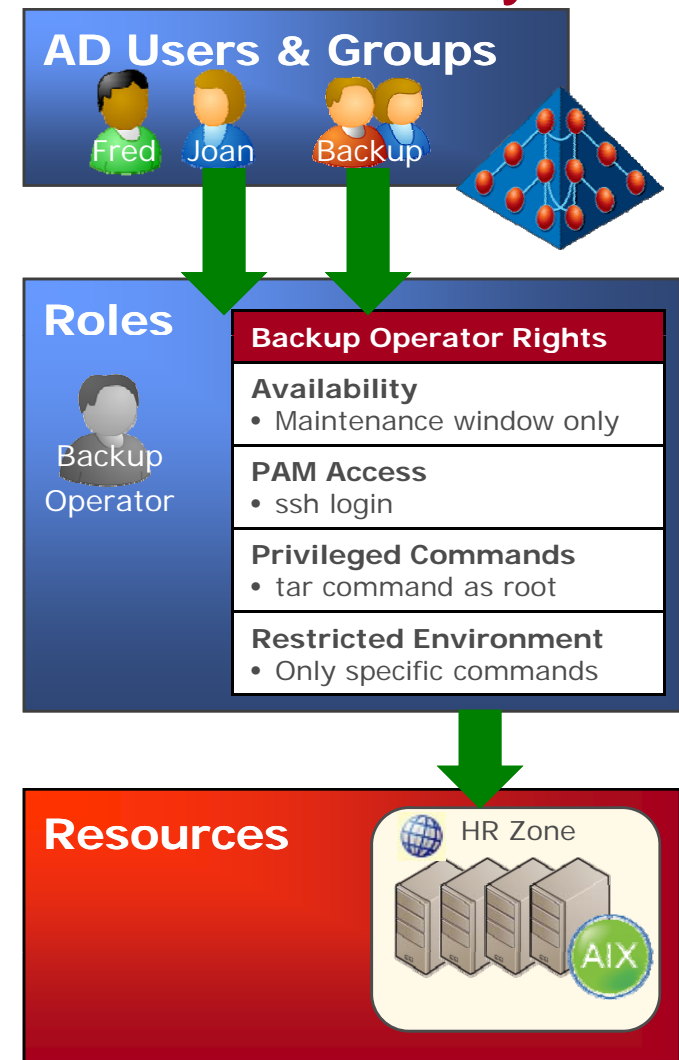 AD Users & Groups
Fred
Joan
Backup
Roles
Backup
Operator
Backup Operator Rights
Availability
• Maintenance window only
PAM Access
• ssh login
Privileged Commands
• tar command as root
Restricted Environment
• Only specific commands
Resources
HR Zone
AIX